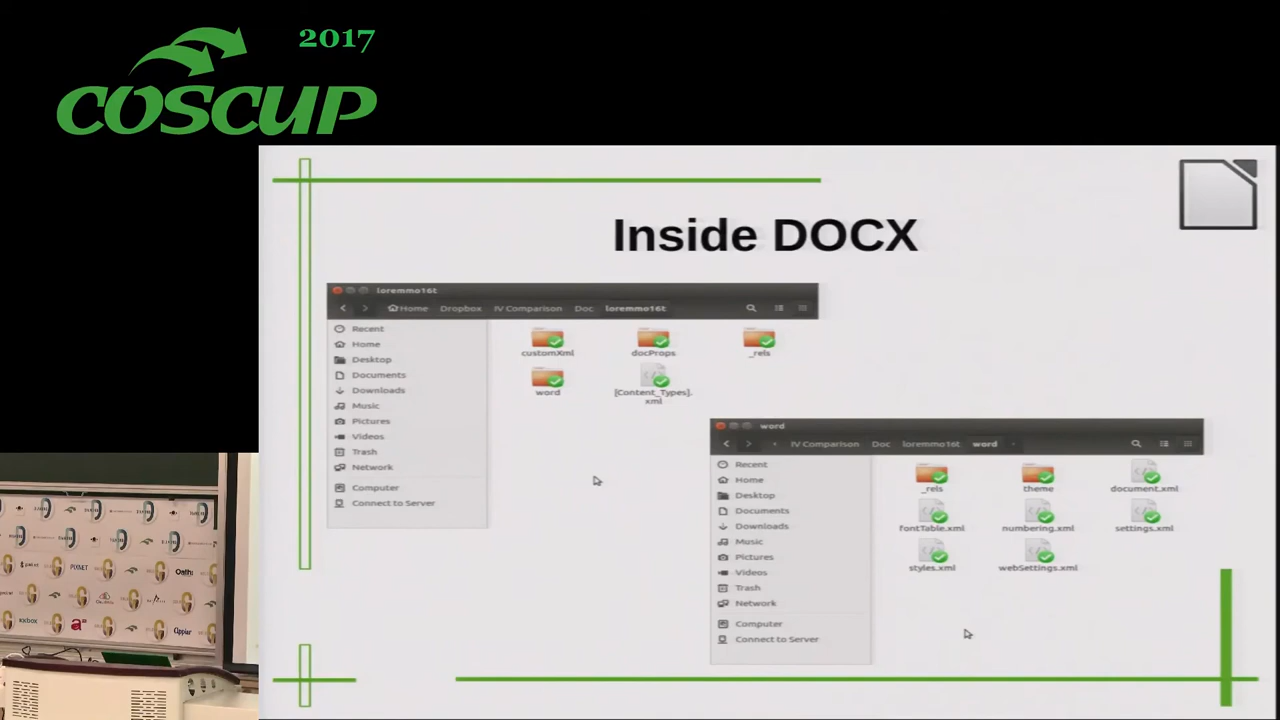 2017
COSCUP
Inside DOCX
loremmo16t
Home Dropbox IV Comparison Doc loremmo16t
Recent
Home
Desktop
Documents
Downloads
Music
Pictures
Videos
Trash
Network
Computer
Connect to Server
customXml docProps _rels
word [Content_Types].
xml
word
IV Comparison Doc loremmo16t word
Recent
Home
Desktop
Documents
Downloads
Music
Pictures
Videos
Trash
Network
Computer
Connect to Server
_rels theme document.xml
fontTable.xml numbering.xml settings.xml
styles.xml webSettings.xml
PIXNET
Oath:
Appier